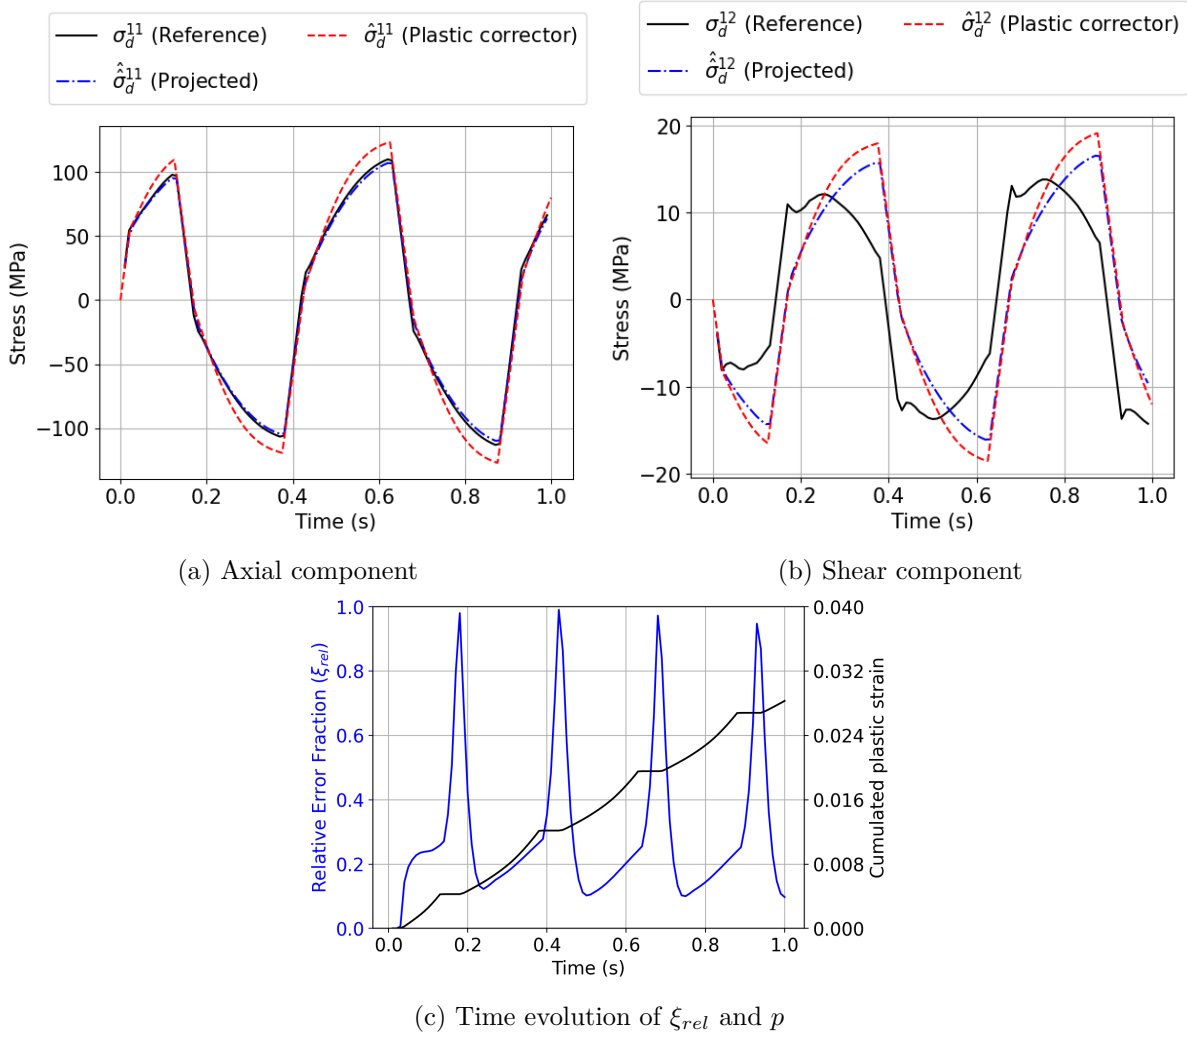 σ_d^11 (Reference)
σ̂_d^11 (Plastic corrector)
σ̂̂_d^11 (Projected)
100
50
0
−50
−100
Stress (MPa)
0.0 0.2 0.4 0.6 0.8 1.0
Time (s)
(a) Axial component
σ_d^12 (Reference)
σ̂_d^12 (Plastic corrector)
σ̂̂_d^12 (Projected)
20
10
0
−10
−20
Stress (MPa)
0.0 0.2 0.4 0.6 0.8 1.0
Time (s)
(b) Shear component
1.0
0.8
0.6
0.4
0.2
0.0
Relative Error Fraction (ξ_rel)
0.040
0.032
0.024
0.016
0.008
0.000
Cumulated plastic strain
0.0 0.2 0.4 0.6 0.8 1.0
Time (s)
(c) Time evolution of ξ_rel and p